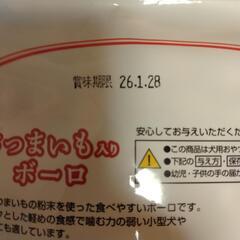 賞味期限 26.1.28
さつまいも入り
ボーロ
安心してお与えいただく
●この商品は犬用おやつ
●下記の 与え方・保存
●幼児・子供の手の届か
つまいもの粉末を使った食べやすいボーロです。
クとした軽めの食感で噛む力の弱い小型犬や
ても適しています。